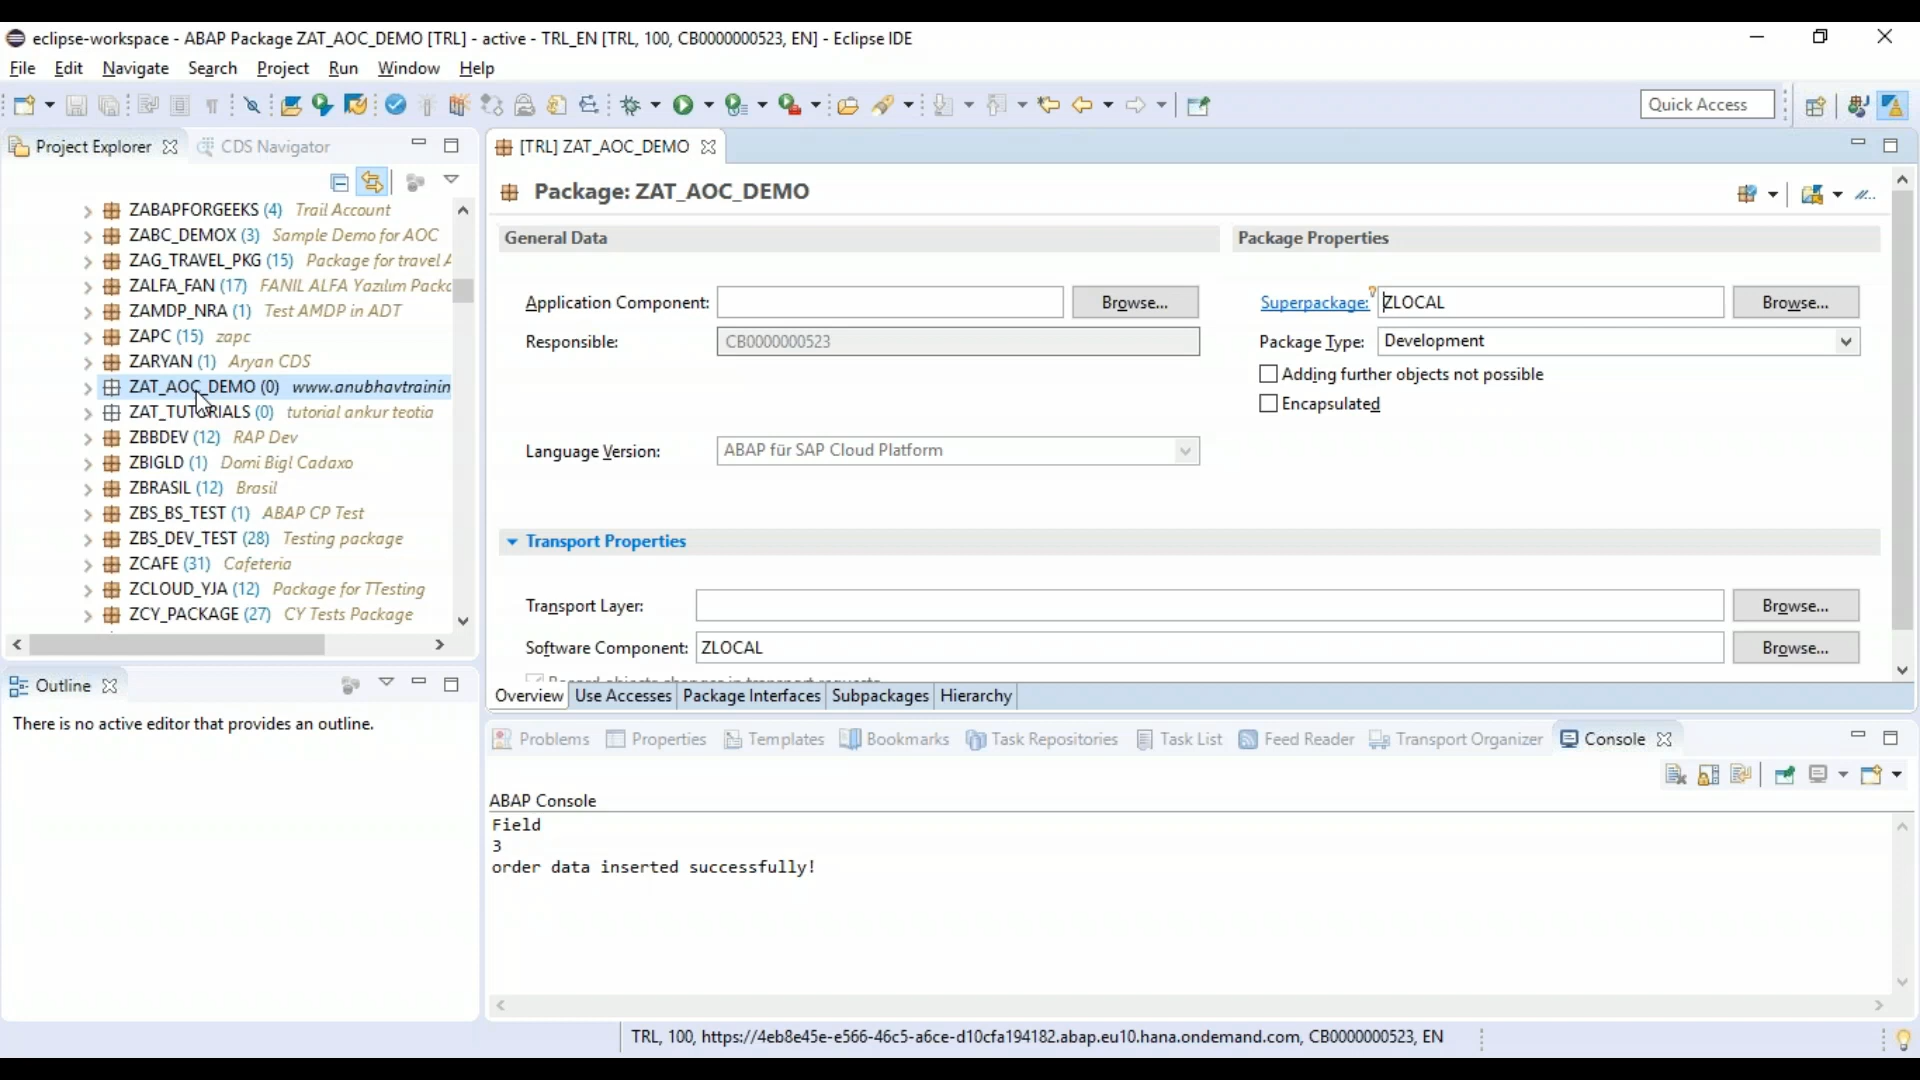 eclipse-workspace - ABAP Package ZAT_AOC_DEMO [TRL] - active - TRL_EN [TRL, 100, CB0000000523, EN] - Eclipse IDE
File Edit Navigate Search Project Run Window Help
Quick Access
Project Explorer CDS Navigator
ZABAPFORGEEKS (4) Trail Account
ZABC_DEMOX (3) Sample Demo for AOC
ZAG_TRAVEL_PKG (15) Package for travel A
ZALFA_FAN (17) FANIL ALFA Yazılım Packa
ZAMDP_NRA (1) Test AMDP in ADT
ZAPC (15) zapc
ZARYAN (1) Aryan CDS
ZAT_AOC_DEMO (0) www.anubhavtrainin
ZAT_TUTORIALS (0) tutorial ankur teotia
ZBBDEV (12) RAP Dev
ZBIGLD (1) Domi Bigl Cadaxo
ZBRASIL (12) Brasil
ZBS_BS_TEST (1) ABAP CP Test
ZBS_DEV_TEST (28) Testing package
ZCAFE (31) Cafeteria
ZCLOUD_YJA (12) Package for TTesting
ZCY_PACKAGE (27) CY Tests Package
Outline
There is no active editor that provides an outline.
[TRL] ZAT_AOC_DEMO
Package: ZAT_AOC_DEMO
General Data
Application Component: Browse...
Responsible: CB0000000523
Language Version: ABAP für SAP Cloud Platform
Package Properties
Superpackage: ZLOCAL Browse...
Package Type: Development
Adding further objects not possible
Encapsulated
Transport Properties
Transport Layer: Browse...
Software Component: ZLOCAL Browse...
Record objects changes in transport requests
Overview Use Accesses Package Interfaces Subpackages Hierarchy
Problems Properties Templates Bookmarks Task Repositories Task List Feed Reader Transport Organizer Console
ABAP Console
Field
3
order data inserted successfully!
TRL, 100, https://4eb8e45e-e566-46c5-a6ce-d10cfa194182.abap.eu10.hana.ondemand.com, CB0000000523, EN